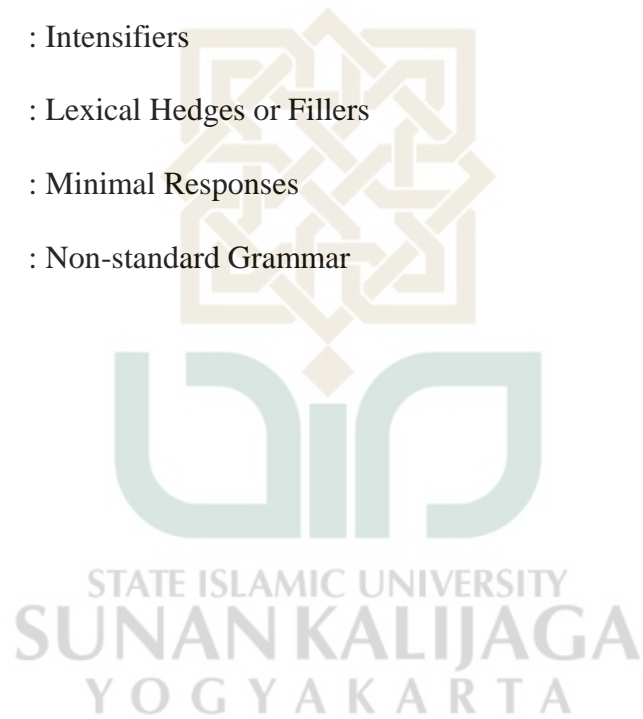 : Intensifiers
: Lexical Hedges or Fillers
: Minimal Responses
: Non-standard Grammar
STATE ISLAMIC UNIVERSITY
SUNAN KALIJAGA
YOGYAKARTA